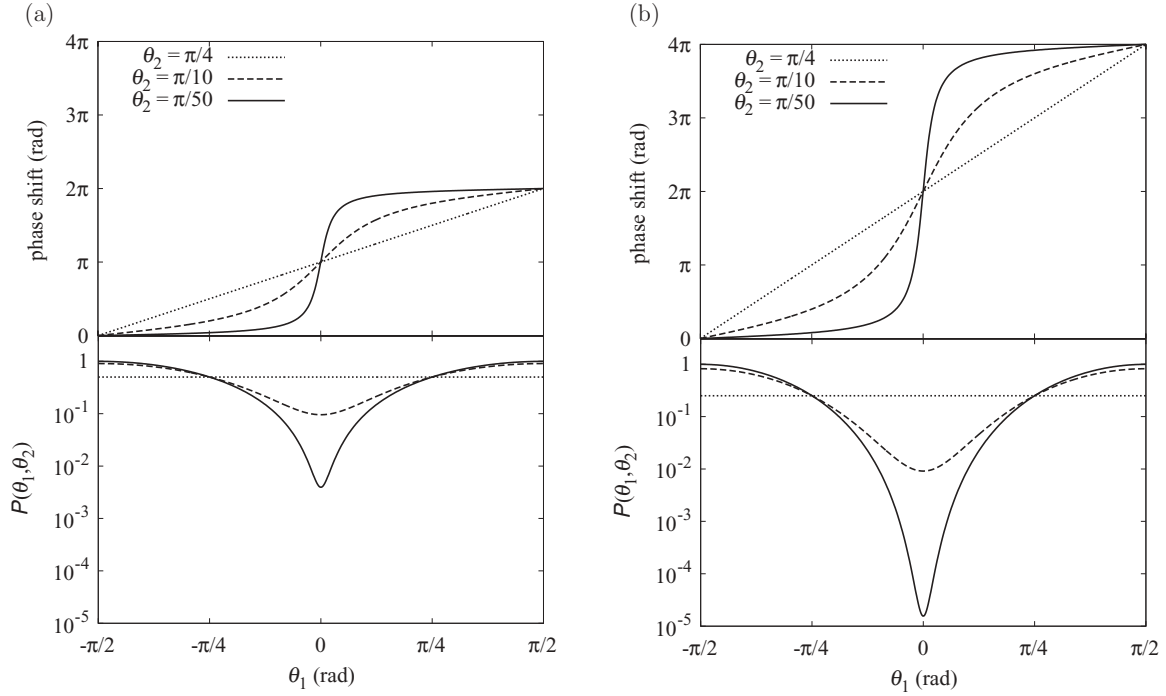 (a)
4π
θ2 = π/4
θ2 = π/10
θ2 = π/50
3π
2π
π
0
phase shift (rad)
1
10-1
10-2
10-3
10-4
10-5
P(θ1,θ2)
-π/2 -π/4 0 π/4 π/2
θ1 (rad)
(b)
4π
θ2 = π/4
θ2 = π/10
θ2 = π/50
3π
2π
π
0
phase shift (rad)
1
10-1
10-2
10-3
10-4
10-5
P(θ1,θ2)
-π/2 -π/4 0 π/4 π/2
θ1 (rad)